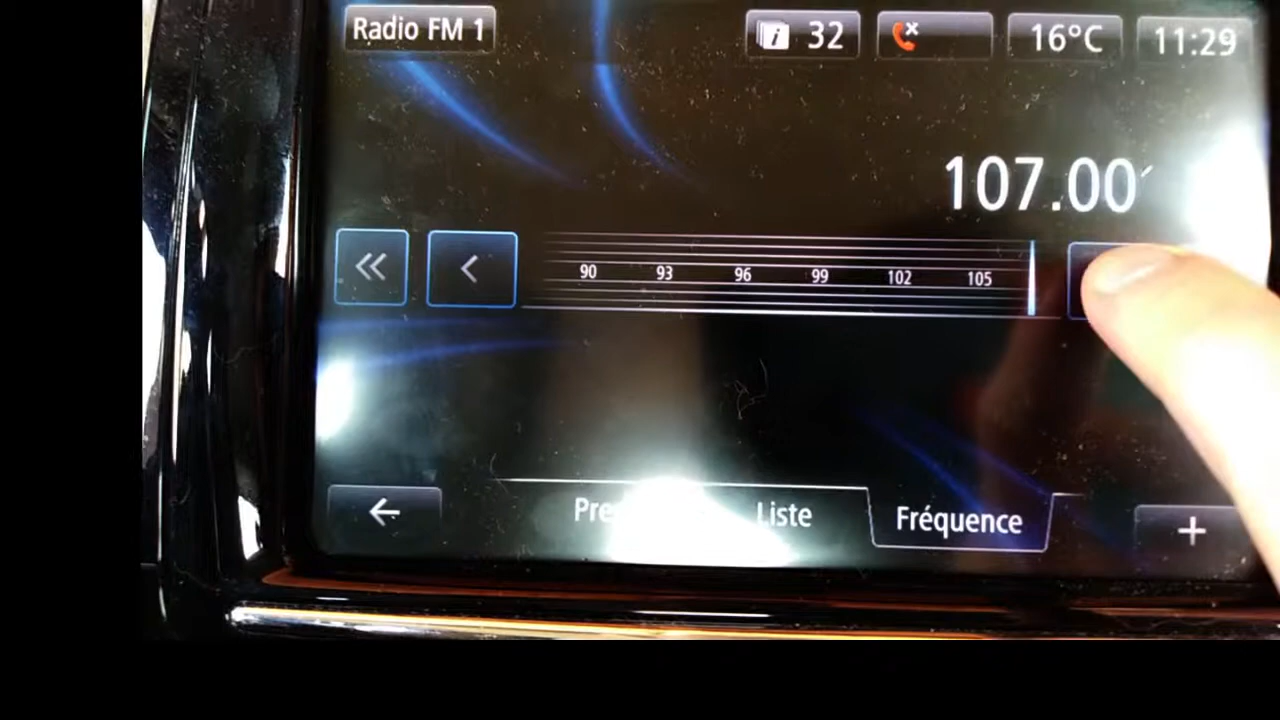 Radio FM 1
32
16°C
11:29
107.00
90 93 96 99 102 105
Liste
Fréquence